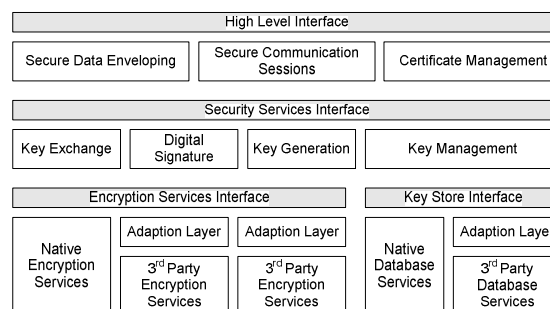 High Level Interface
Secure Data Enveloping
Secure Communication
Sessions
Certificate Management
Security Services Interface
Key Exchange
Digital
Signature
Key Generation
Key Management
Encryption Services Interface
Key Store Interface
Native
Encryption
Services
Adaption Layer
3rd Party
Encryption
Services
Adaption Layer
3rd Party
Encryption
Services
Native
Database
Services
Adaption Laye
3rd Party
Database
Services